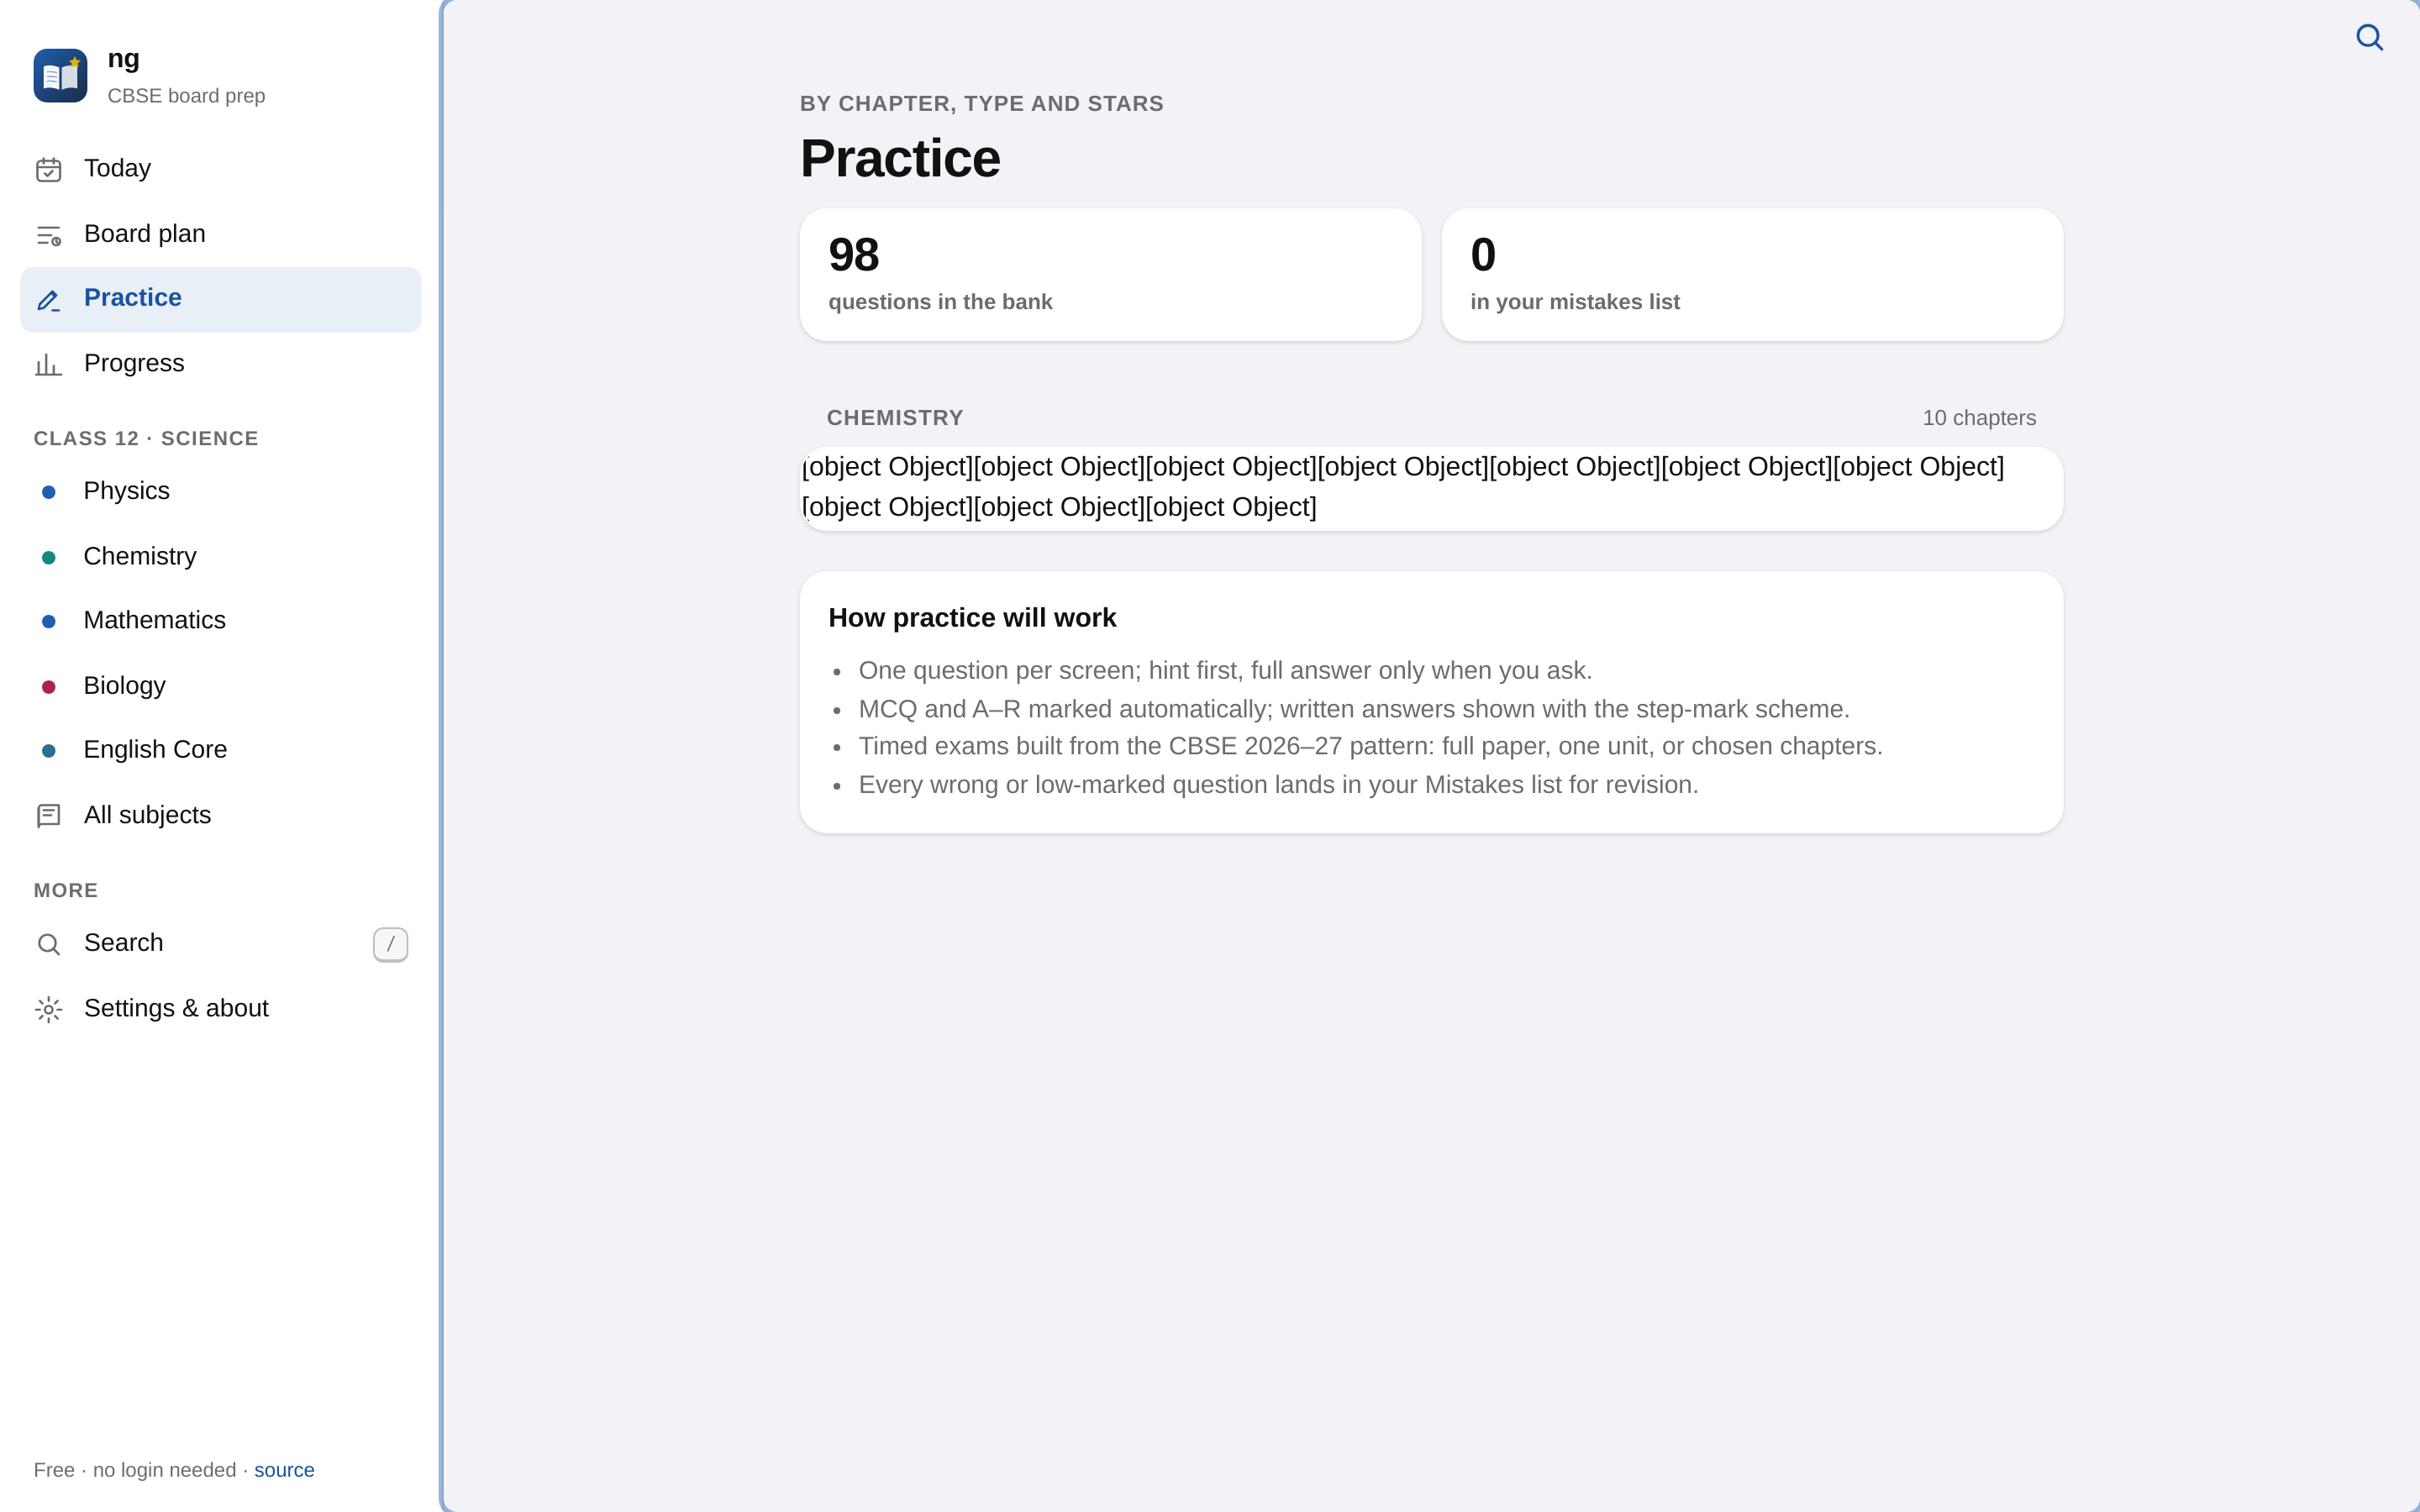 ng
CBSE board prep
Today
Board plan
Practice
Progress
CLASS 12 · SCIENCE
Physics
Chemistry
Mathematics
Biology
English Core
All subjects
MORE
Search
/
Settings & about
Free · no login needed · source
BY CHAPTER, TYPE AND STARS
Practice
98
questions in the bank
0
in your mistakes list
CHEMISTRY
10 chapters
[object Object][object Object][object Object][object Object][object Object][object Object][object Object]
[object Object][object Object][object Object]
How practice will work
• One question per screen; hint first, full answer only when you ask.
• MCQ and A–R marked automatically; written answers shown with the step-mark scheme.
• Timed exams built from the CBSE 2026–27 pattern: full paper, one unit, or chosen chapters.
• Every wrong or low-marked question lands in your Mistakes list for revision.